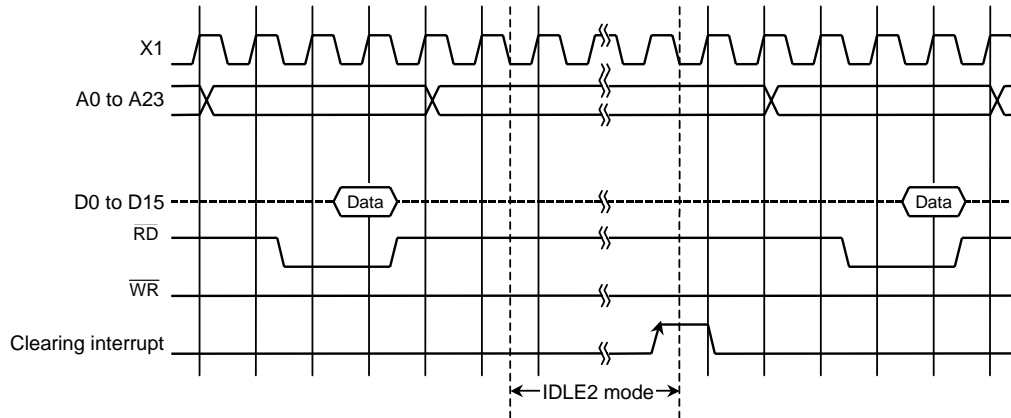 X1
A0 to A23
D0 to D15
Data
Data
RD
WR
Clearing interrupt
IDLE2 mode